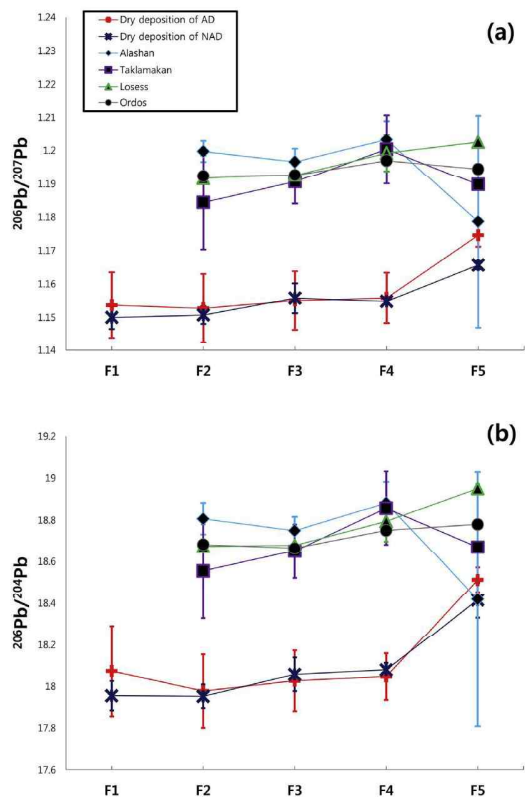 1.24
(a)
Dry deposition of AD
Dry deposition of NAD
Alashan
Taklamakan
Losess
Ordos
1.23
1.22
1.21
1.2
1.19
1.18
1.17
1.16
1.15
1.14
206Pb/207Pb
F1 F2 F3 F4 F5
(b)
19.2
19
18.8
18.6
18.4
18.2
18
17.8
17.6
206Pb/204Pb
F1 F2 F3 F4 F5